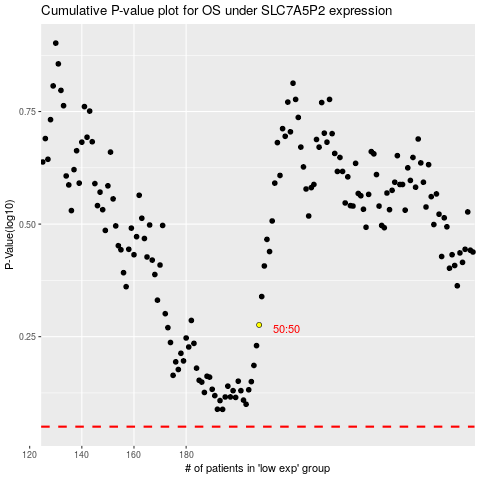 Cumulative P-value plot for OS under SLC7A5P2 expression
P-Value(log10)
0.75
0.50
0.25
50:50
120
140
160
180
# of patients in 'low exp' group